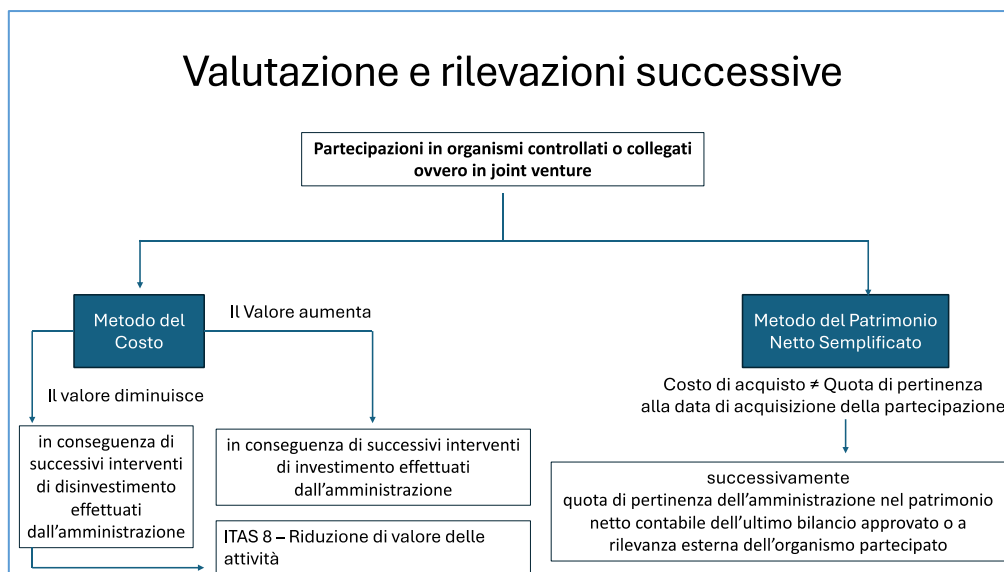 Valutazione e rilevazioni successive
Partecipazioni in organismi controllati o collegati
ovvero in joint venture
Metodo del
Costo
Il Valore aumenta
Metodo del Patrimonio
Netto Semplificato
Il valore diminuisce
Costo di acquisto ≠ Quota di pertinenza
alla data di acquisizione della partecipazione
in conseguenza di
successivi interventi
di disinvestimento
effettuati
dall'amministrazione
in conseguenza di successivi interventi
di investimento effettuati
dall'amministrazione
successivamente
quota di pertinenza dell'amministrazione nel patrimonio
netto contabile dell'ultimo bilancio approvato o a
rilevanza esterna dell'organismo partecipato
ITAS 8 – Riduzione di valore delle
attività